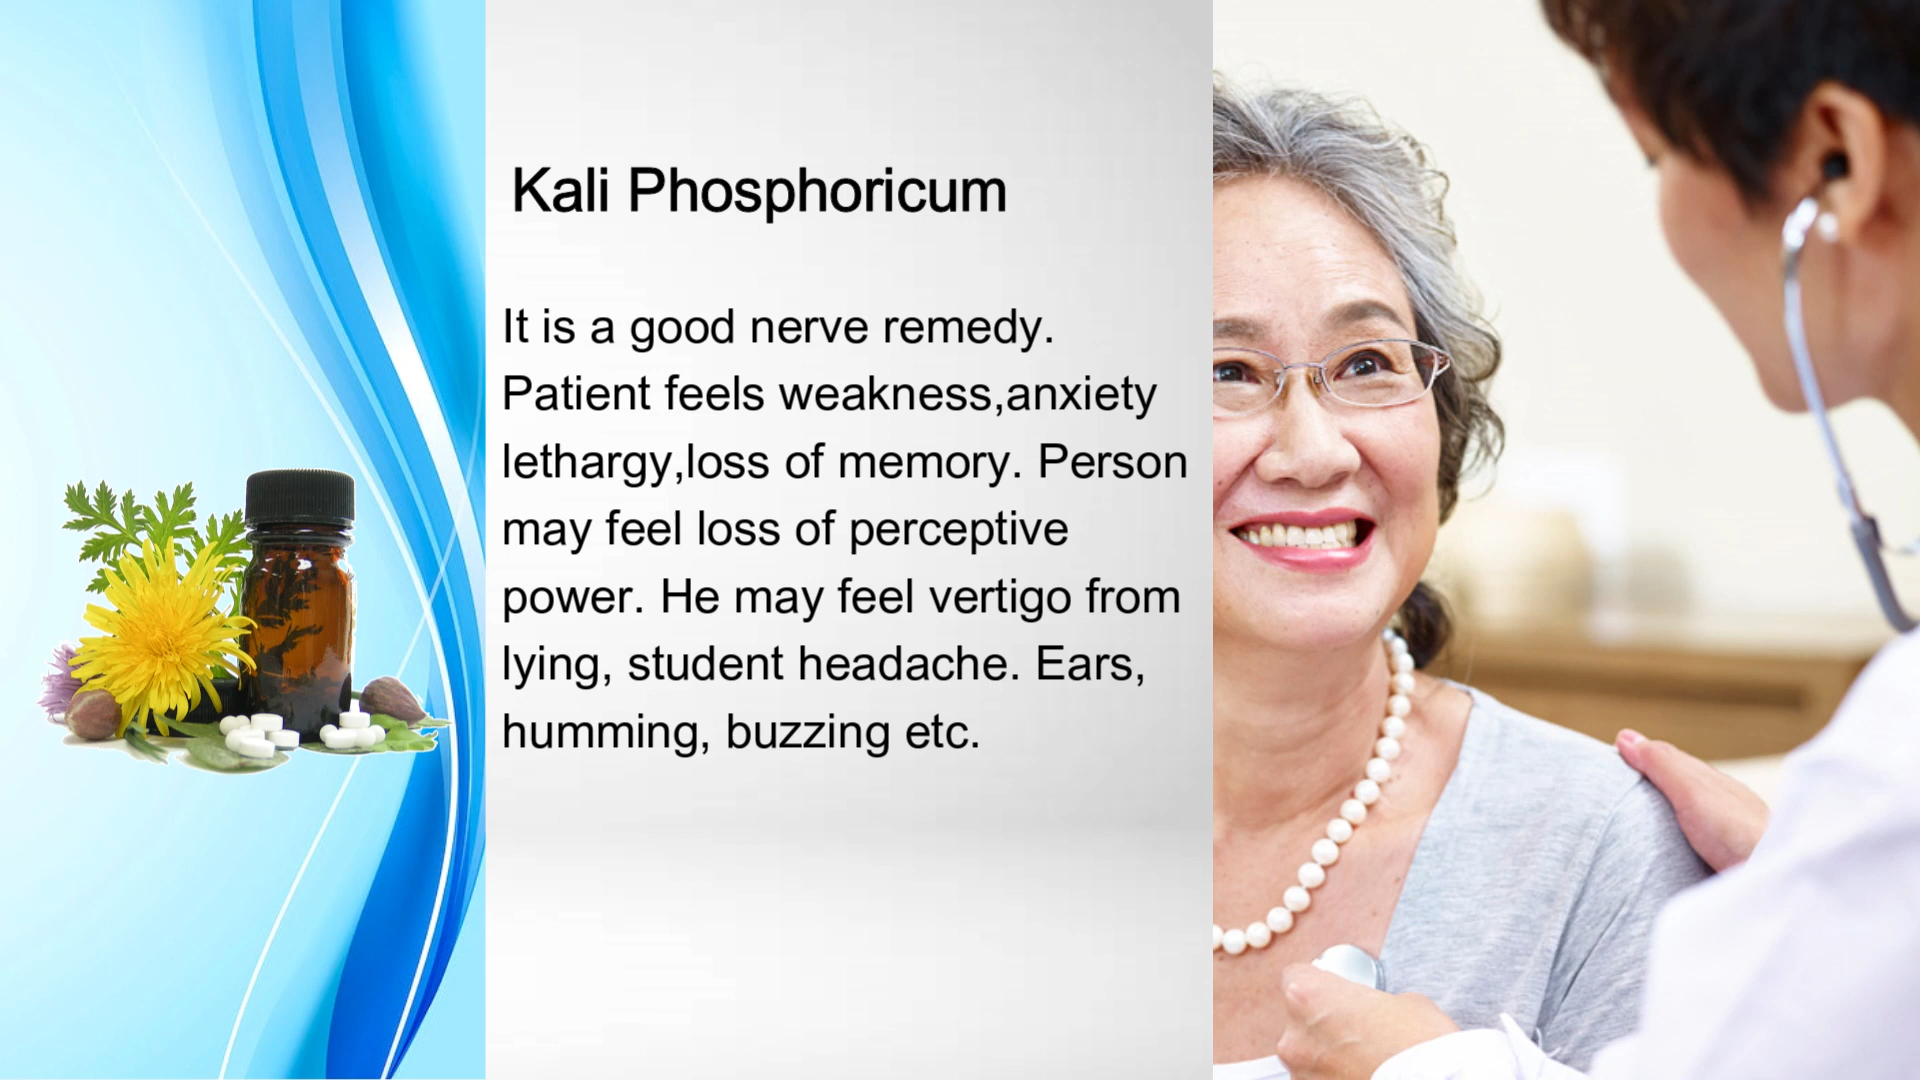 Kali Phosphoricum
It is a good nerve remedy.
Patient feels weakness,anxiety
lethargy,loss of memory. Person
may feel loss of perceptive
power. He may feel vertigo from
lying, student headache. Ears,
humming, buzzing etc.